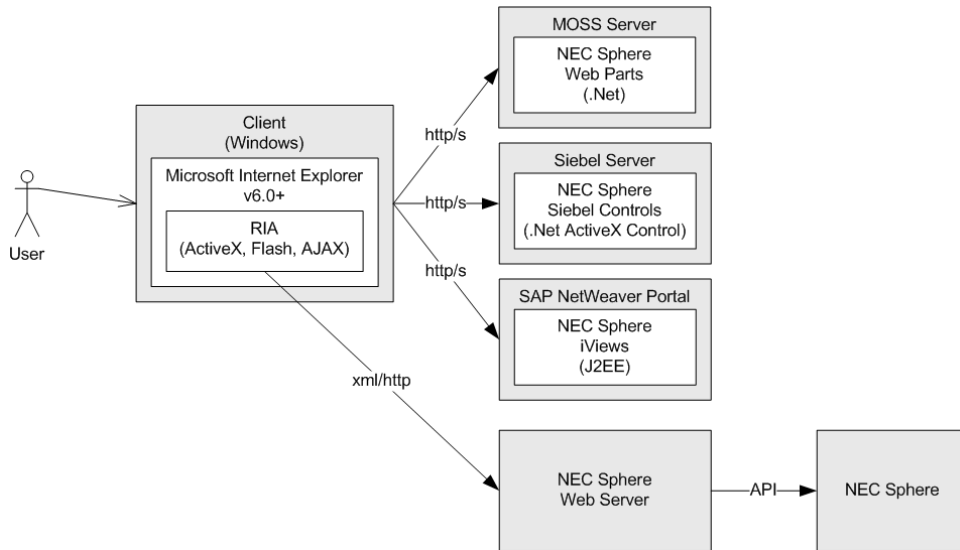 User
Client
(Windows)
Microsoft Internet Explorer
v6.0+
RIA
(ActiveX, Flash, AJAX)
http/s
http/s
http/s
xml/http
MOSS Server
NEC Sphere
Web Parts
(.Net)
Siebel Server
NEC Sphere
Siebel Controls
(.Net ActiveX Control)
SAP NetWeaver Portal
NEC Sphere
iViews
(J2EE)
NEC Sphere
Web Server
API
NEC Sphere